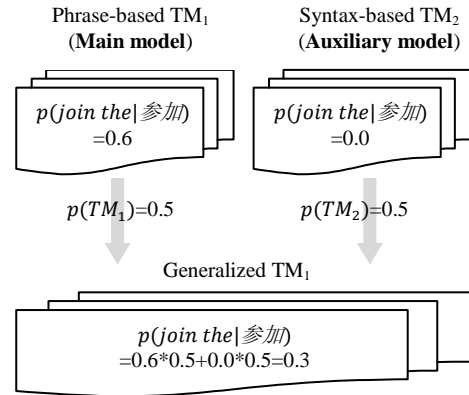 Phrase-based TM₁
(Main model)
Syntax-based TM₂
(Auxiliary model)
p(join the|参加)
=0.6
p(join the|参加)
=0.0
p(TM₁)=0.5
p(TM₂)=0.5
Generalized TM₁
p(join the|参加)
=0.6*0.5+0.0*0.5=0.3